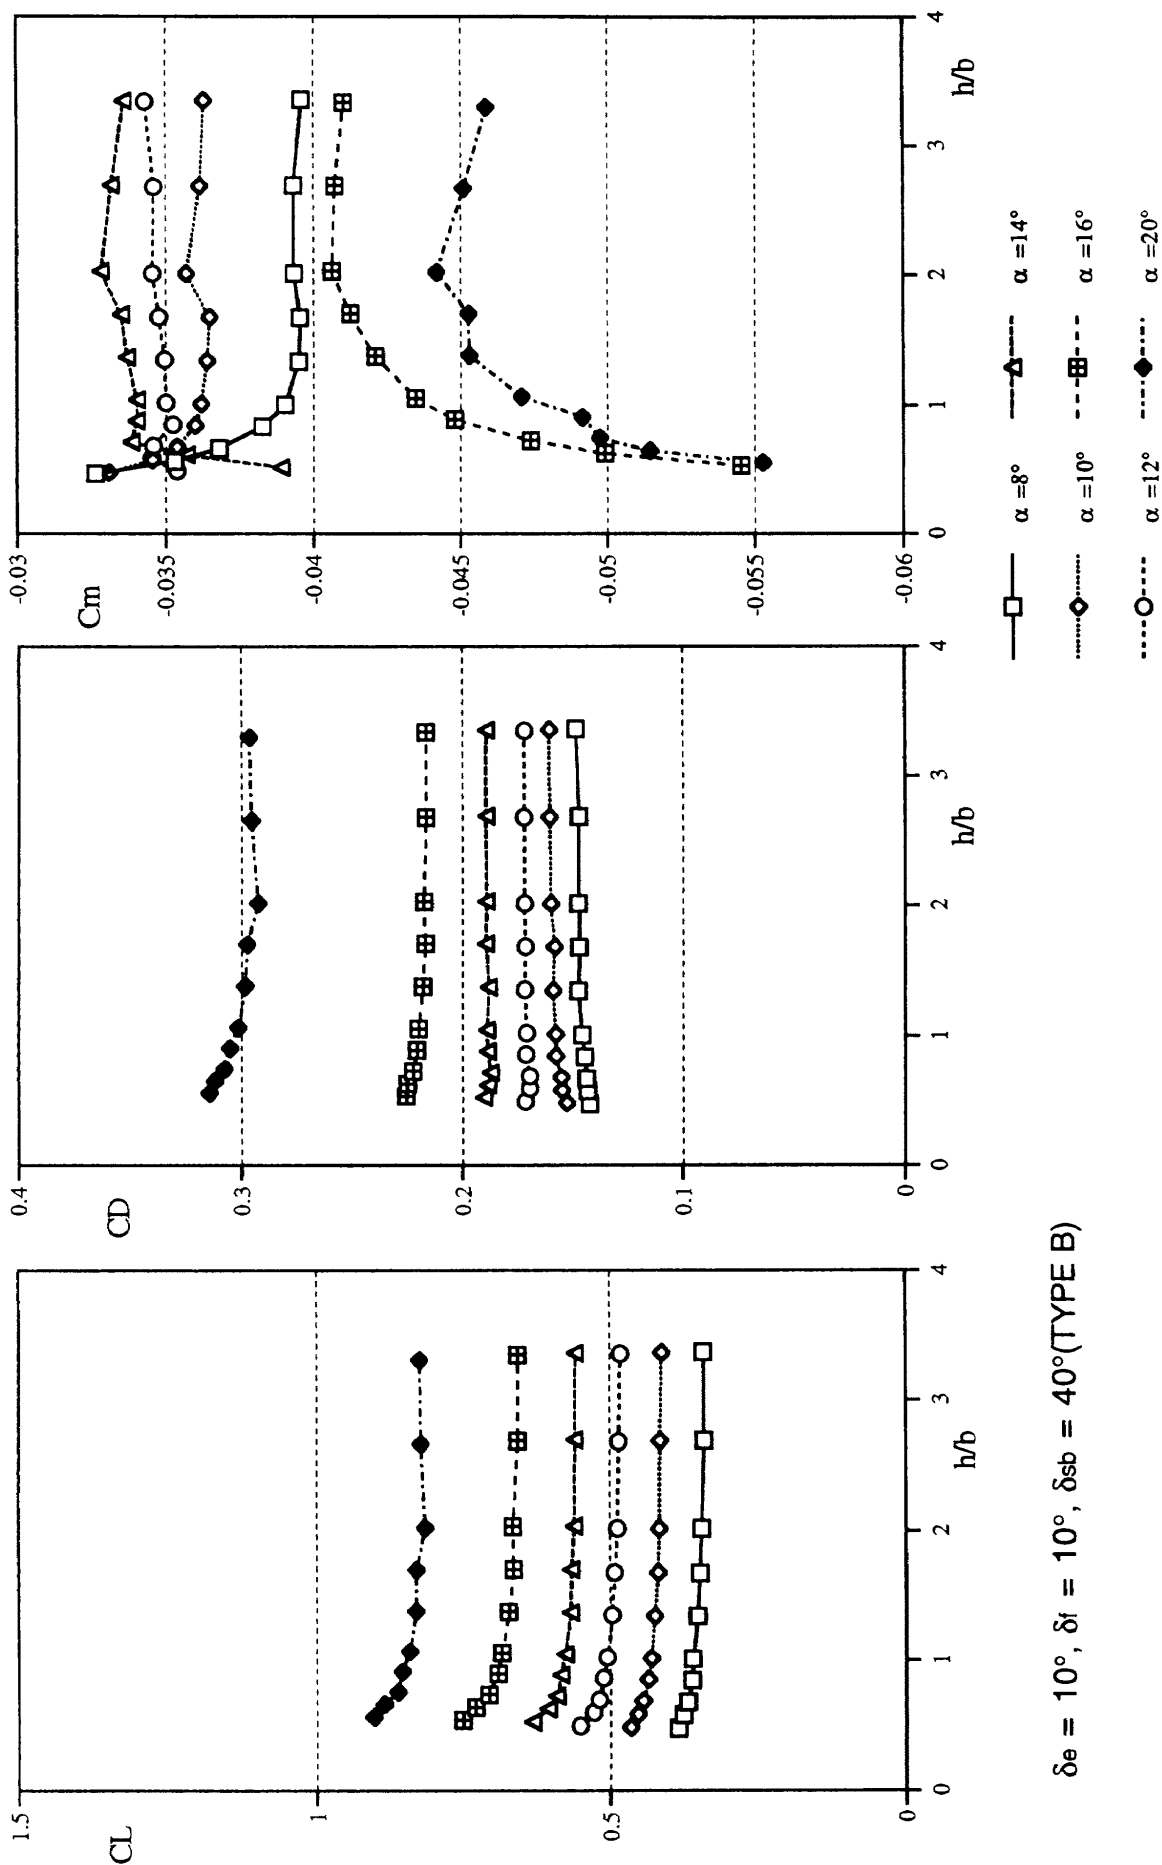 CL
1.5
1
0.5
0
0 1 2 3 4
h/b
CD
0.4
0.3
0.2
0.1
0
0 1 2 3 4
h/b
Cm
-0.03
-0.035
-0.04
-0.045
-0.05
-0.055
-0.06
0 1 2 3 4
h/b
α =8° α =14°
α =10° α =16°
α =12° α =20°
δe = 10°, δf = 10°, δsb = 40°(TYPE B)